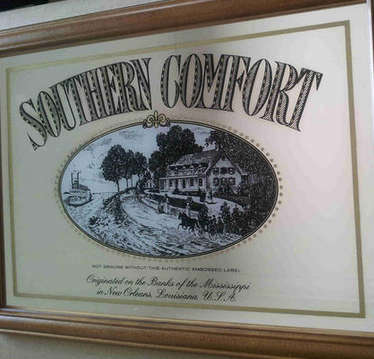 SOUTHERN COMFORT
NOT GENUINE WITHOUT THIS AUTHENTIC EMBOSSED LABEL
Originated on the Banks of the Mississippi
in New Orleans, Louisiana, U.S.A.